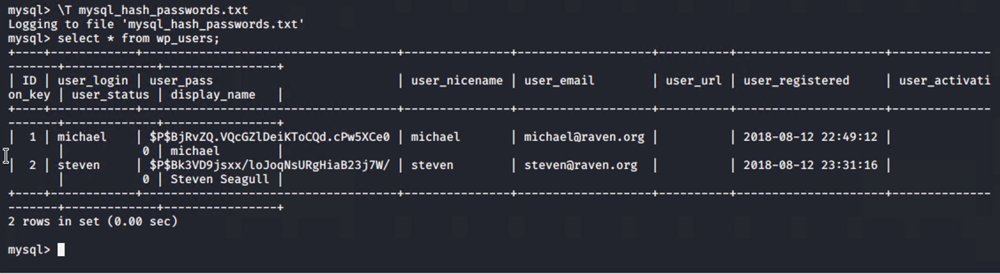 mysql> \T mysql_hash_passwords.txt
Logging to file 'mysql_hash_passwords.txt'
mysql> select * from wp_users;
+----+------------+------------------------------------+---------------+-------------------+----------+---------------------+--------------
-------+-------------+----------------+
| ID | user_login | user_pass                          | user_nicename | user_email        | user_url | user_registered     | user_activati
on_key | user_status | display_name   |
+----+------------+------------------------------------+---------------+-------------------+----------+---------------------+--------------
-------+-------------+----------------+
|  1 | michael    | $P$BjRvZQ.VQcGZlDeiKToCQd.cPw5XCe0 | michael       | michael@raven.org |          | 2018-08-12 22:49:12 |
       |           0 | michael        |
|  2 | steven     | $P$Bk3VD9jsxx/loJoqNsURgHiaB23j7W/ | steven        | steven@raven.org  |          | 2018-08-12 23:31:16 |
       |           0 | Steven Seagull |
+----+------------+------------------------------------+---------------+-------------------+----------+---------------------+--------------
-------+-------------+----------------+
2 rows in set (0.00 sec)
mysql>